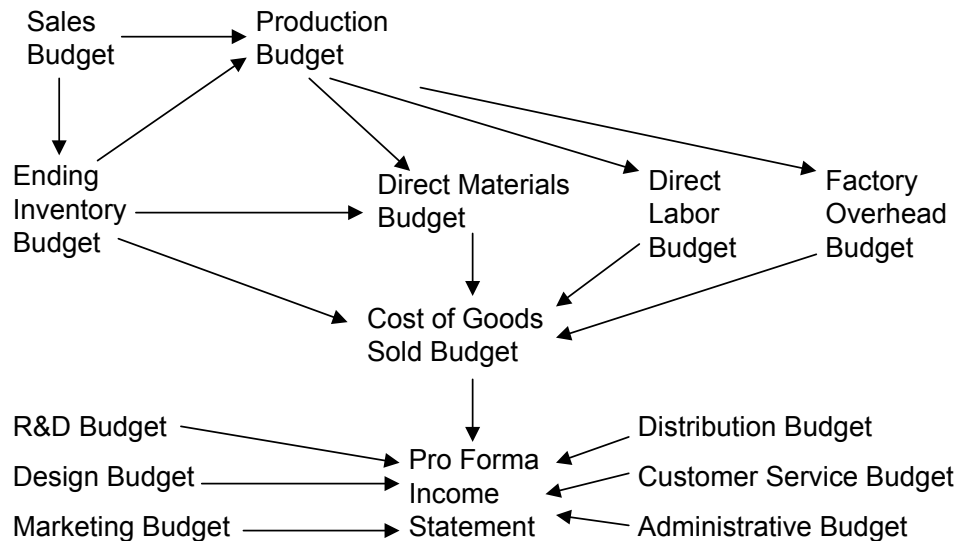 Sales
Budget
Production
Budget
Ending
Inventory
Budget
Direct Materials
Budget
Direct
Labor
Budget
Factory
Overhead
Budget
Cost of Goods
Sold Budget
R&D Budget
Design Budget
Marketing Budget
Pro Forma
Income
Statement
Distribution Budget
Customer Service Budget
Administrative Budget